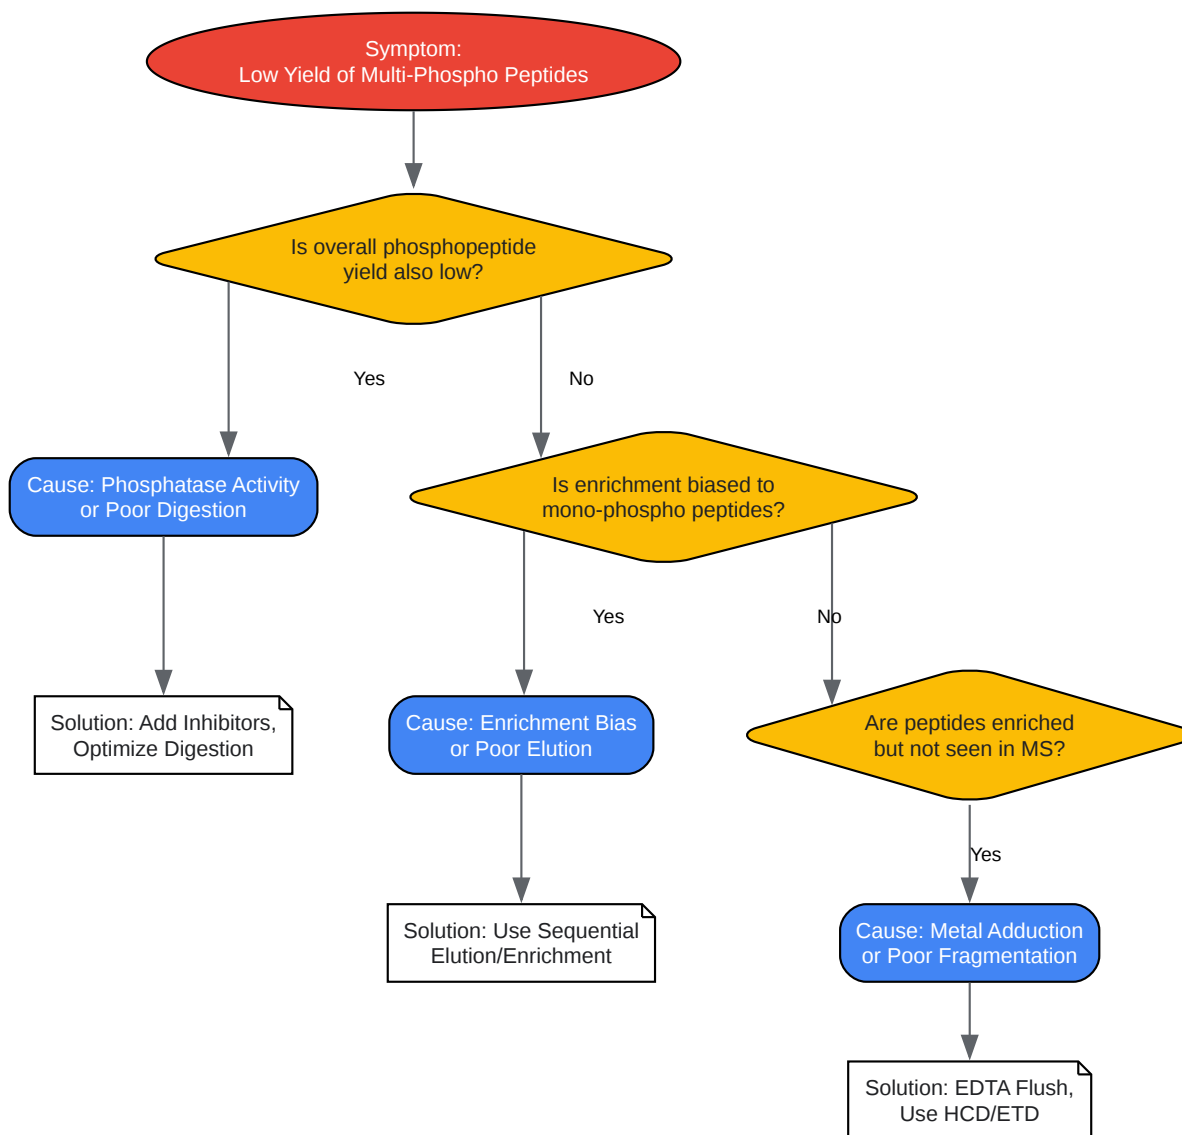 Symptom:
Low Yield of Multi-Phospho Peptides
Is overall phosphopeptide
yield also low?
Yes
No
Cause: Phosphatase Activity
or Poor Digestion
Is enrichment biased to
mono-phospho peptides?
Yes
No
Solution: Add Inhibitors,
Optimize Digestion
Cause: Enrichment Bias
or Poor Elution
Are peptides enriched
but not seen in MS?
Yes
Solution: Use Sequential
Elution/Enrichment
Cause: Metal Adduction
or Poor Fragmentation
Solution: EDTA Flush,
Use HCD/ETD